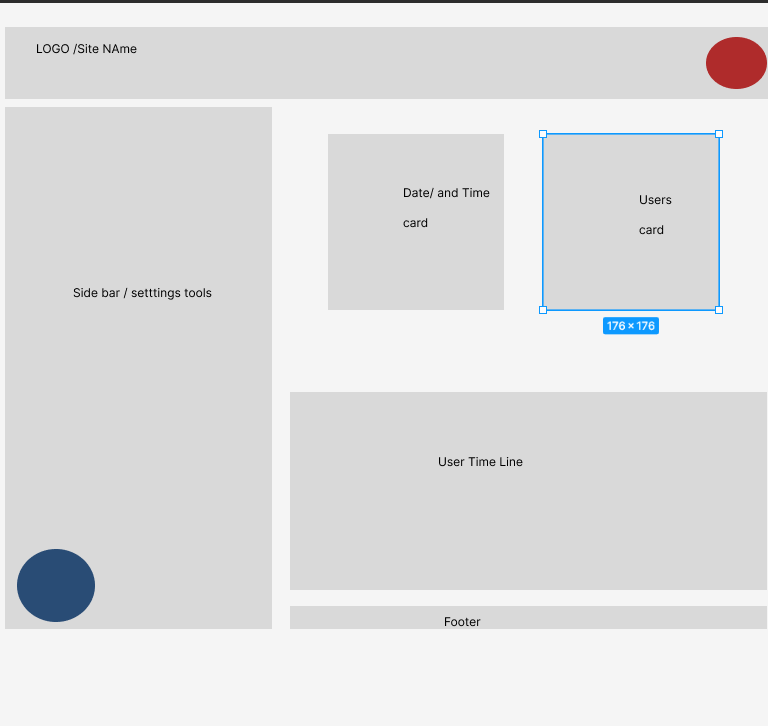 LOGO /Site NAme
Date/ and Time
card
Users
card
Side bar / setttings tools
176 × 176
User Time Line
Footer